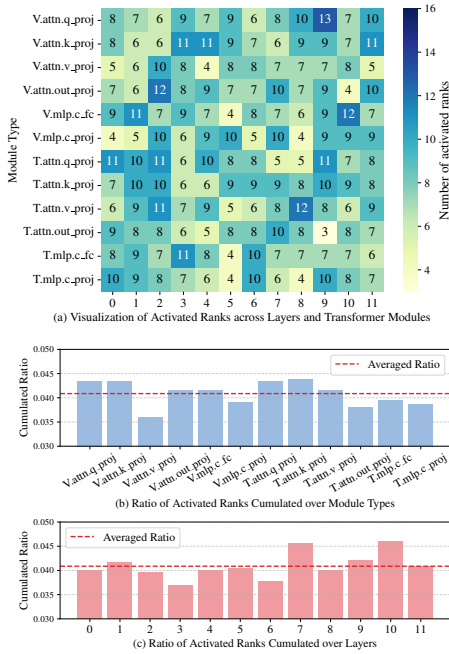 V.attn.q_proj 8 7 6 9 7 9 6 8 10 13 7 10
V.attn.k_proj 8 6 6 11 11 9 7 6 9 9 7 11
V.attn.v_proj 5 6 10 8 4 8 8 7 7 7 8 5
V.attn.out_proj 7 6 12 8 9 7 7 8 7 9 4 10
V.mlp.c_fc 9 11 7 9 9 7 4 8 7 9 12 7
V.mlp.c_proj 4 5 10 6 9 10 5 10 4 9 9 9
T.attn.q_proj 11 10 11 6 10 8 8 5 5 11 7 8
T.attn.k_proj 7 10 10 6 6 9 9 9 8 10 9 8
T.attn.v_proj 6 9 11 7 9 5 6 8 12 8 6 9
T.attn.out_proj 9 8 8 6 5 8 8 10 8 3 8 7
T.mlp.c_fc 8 9 7 11 8 4 10 7 7 7 7 6
T.mlp.c_proj 10 9 8 7 6 4 10 6 4 10 8 7
0 1 2 3 4 5 6 7 8 9 10 11
Module Type
16
14
12
10
8
6
4
Number of activated ranks
(a) Visualization of Activated Ranks across Layers and Transformer Modules
Cumulated Ratio
0.050
0.045
0.040
0.035
0.030
Averaged Ratio
V.attn.q_proj
V.attn.k_proj
V.attn.v_proj
V.attn.out_proj
V.mlp.c_fc
V.mlp.c_proj
T.attn.q_proj
T.attn.k_proj
T.attn.v_proj
T.attn.out_proj
T.mlp.c_fc
T.mlp.c_proj
(b) Ratio of Activated Ranks Cumulated over Module Types
Cumulated Ratio
0.050
0.045
0.040
0.035
0.030
Averaged Ratio
0 1 2 3 4 5 6 7 8 9 10 11
(c) Ratio of Activated Ranks Cumulated over Layers